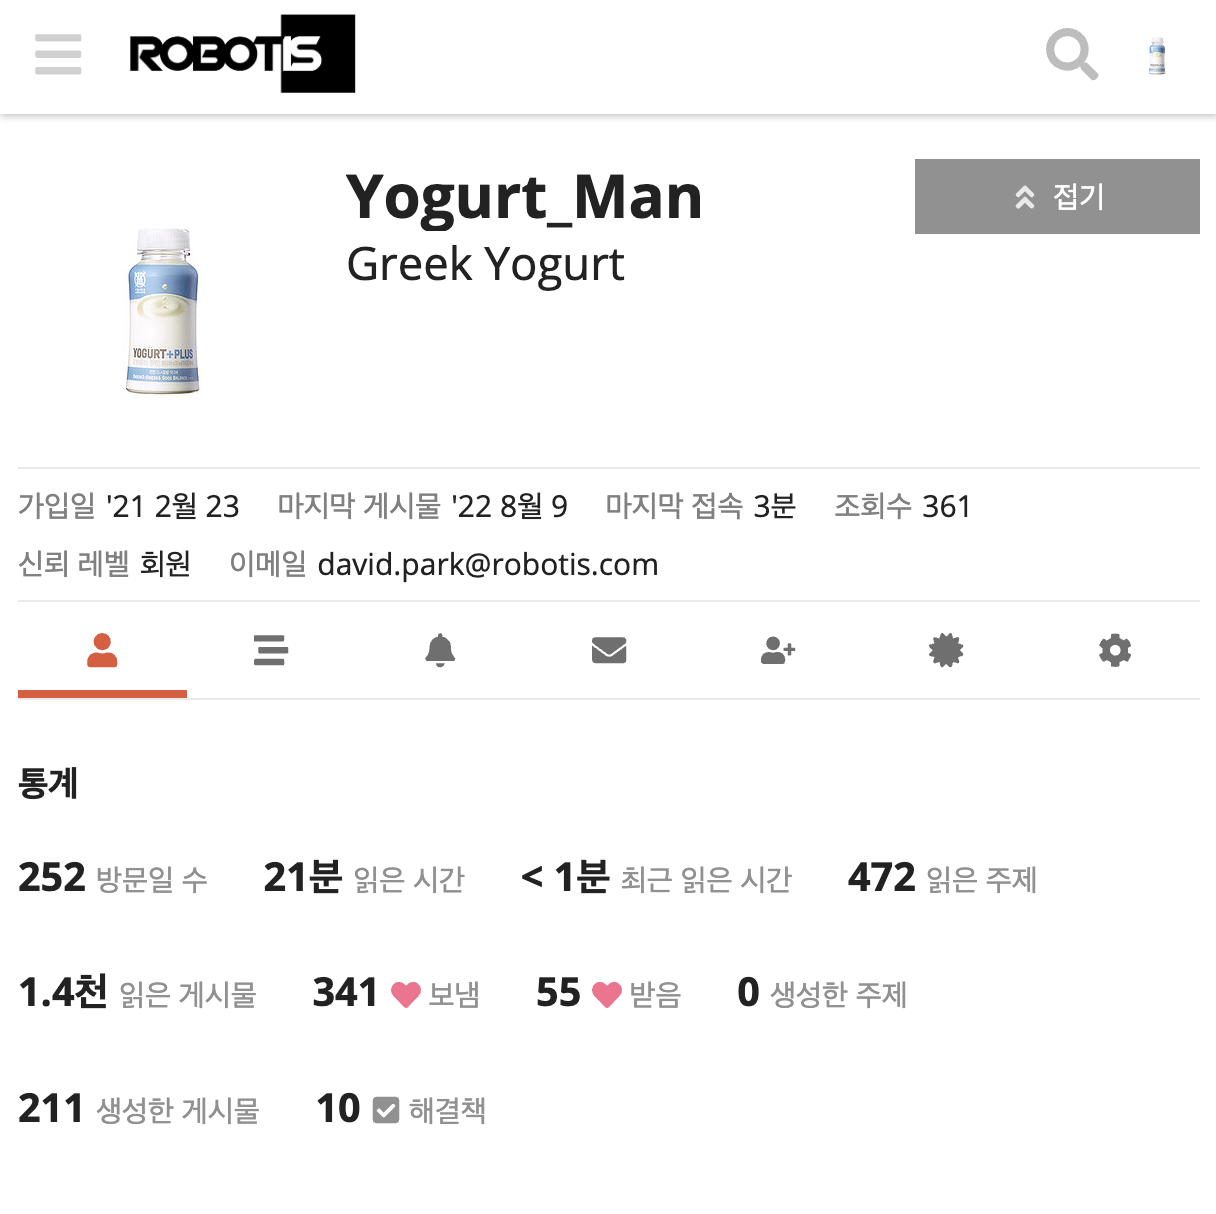 ROBOTIS
Yogurt_Man
접기
Greek Yogurt
YOGURT+PLUS
가입일 '21 2월 23 마지막 게시물 '22 8월 9 마지막 접속 3분 조회수 361
신뢰 레벨 회원 이메일 david.park@robotis.com
통계
252 방문일 수 21분 읽은 시간 < 1분 최근 읽은 시간 472 읽은 주제
1.4천 읽은 게시물 341 보냄 55 받음 0 생성한 주제
211 생성한 게시물 10 해결책